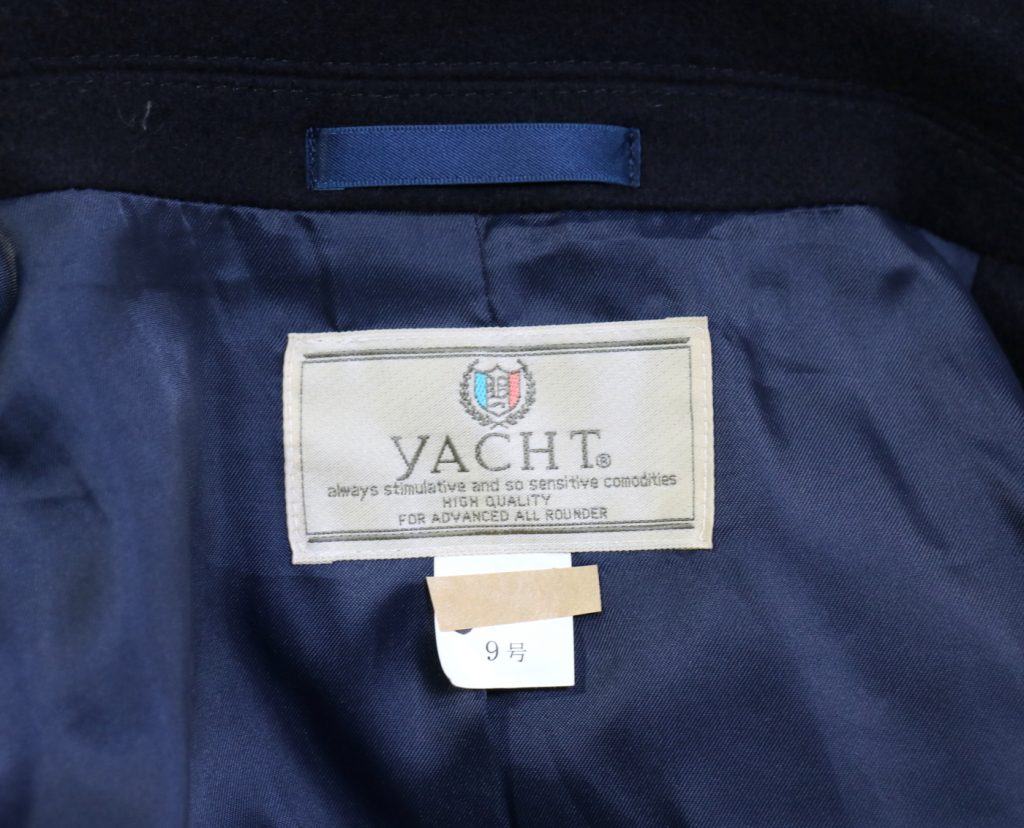 Y
YACHT®
always stimulative and so sensitive comodities
HIGH QUALITY
FOR ADVANCED ALL ROUNDER
9号